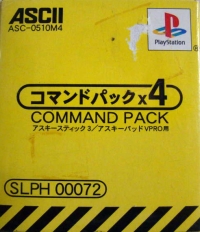 ASCII
ASC-0510M4
PlayStation
コマンドパックx4
COMMAND PACK
アスキースティック3/アスキーパッドVPRO用
SLPH 00072